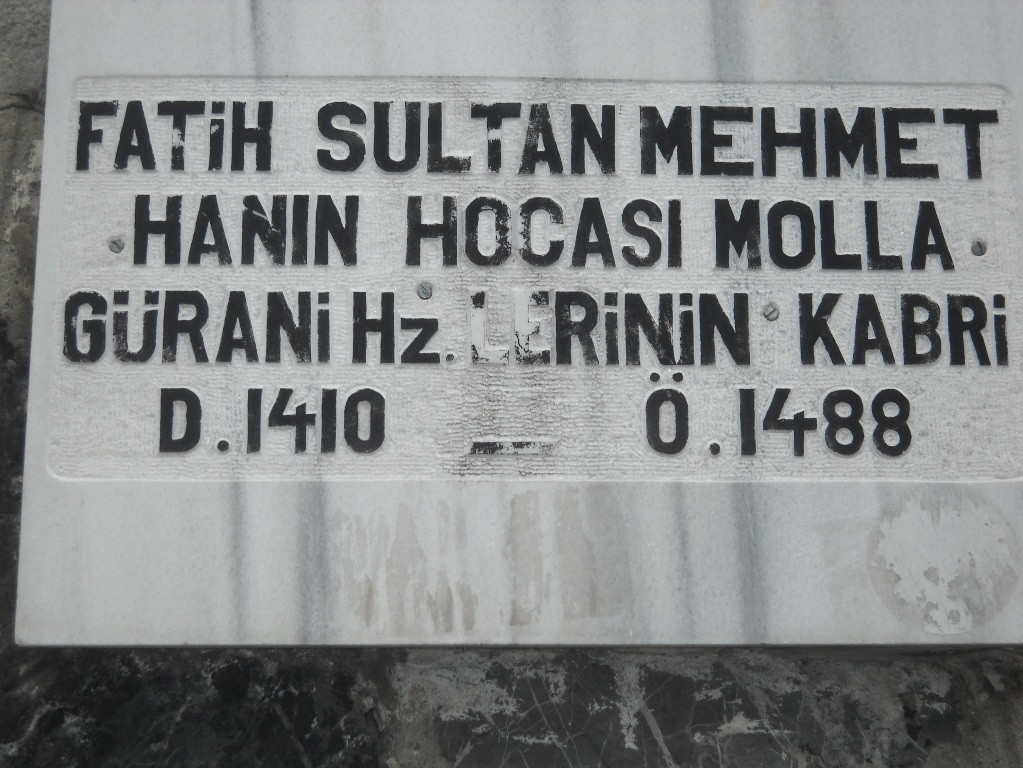 FATiH SULTAN MEHMET
HANIN HOCASI MOLLA
GÜRANi Hz. LERiNiN KABRi
D.1410 — Ö.1488